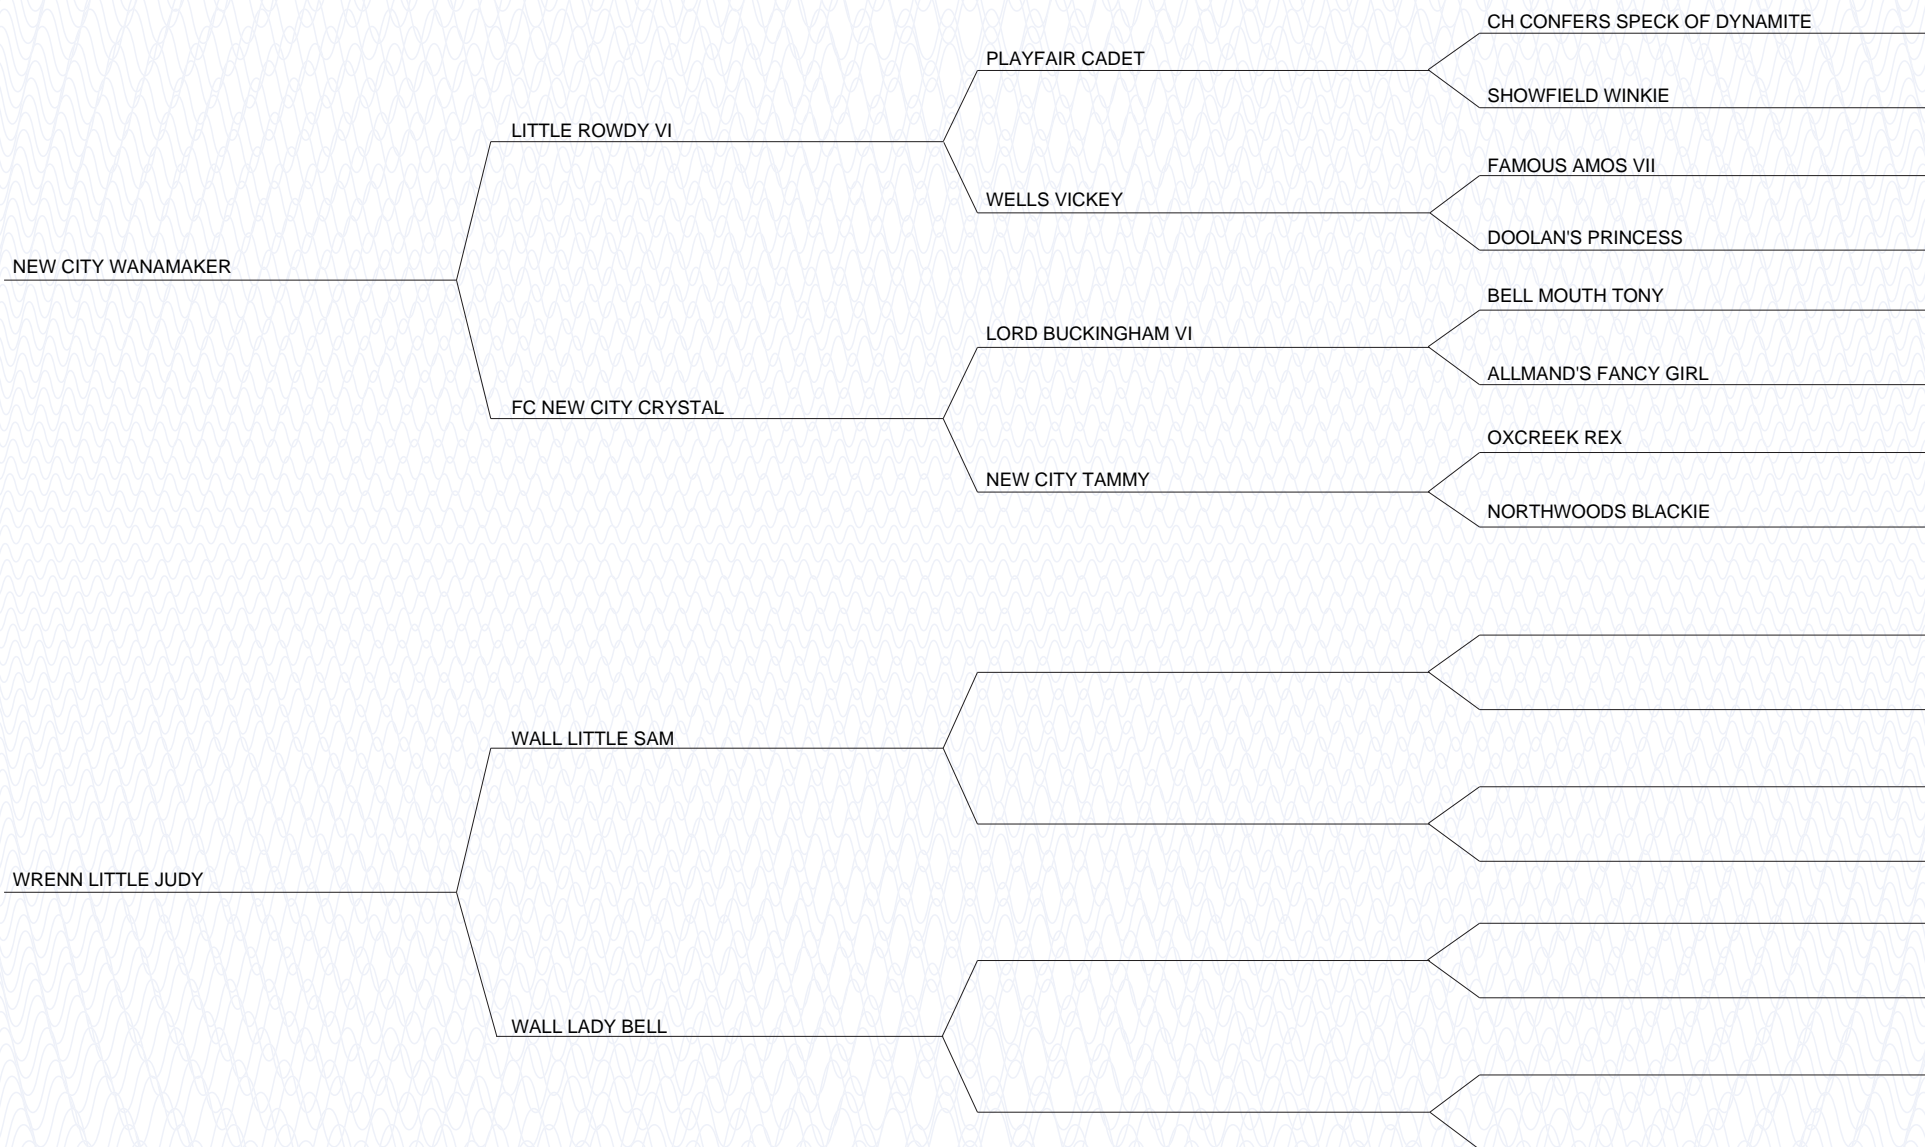 CH CONFERS SPECK OF DYNAMITE
PLAYFAIR CADET
SHOWFIELD WINKIE
LITTLE ROWDY VI
FAMOUS AMOS VII
WELLS VICKEY
DOOLAN'S PRINCESS
NEW CITY WANAMAKER
BELL MOUTH TONY
LORD BUCKINGHAM VI
ALLMAND'S FANCY GIRL
FC NEW CITY CRYSTAL
OXCREEK REX
NEW CITY TAMMY
NORTHWOODS BLACKIE
WALL LITTLE SAM
WRENN LITTLE JUDY
WALL LADY BELL